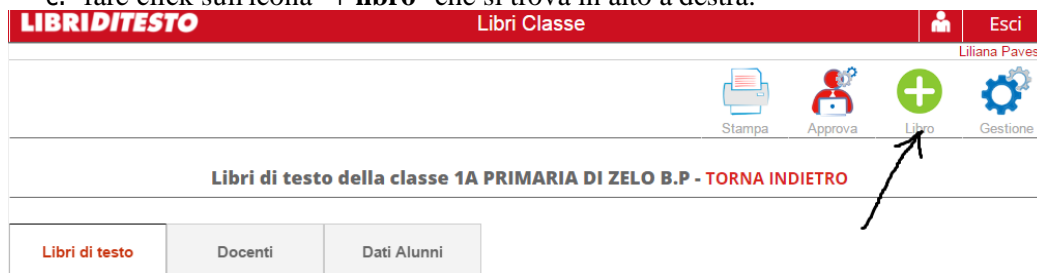 c. fare click sull'icona "+libro" che si trova in alto a destra.
LIBRIDITESTO Libri Classe Esci
Liliana Paves
Stampa Approva Libro Gestione
Libri di testo della classe 1A PRIMARIA DI ZELO B.P - TORNA INDIETRO
Libri di testo Docenti Dati Alunni